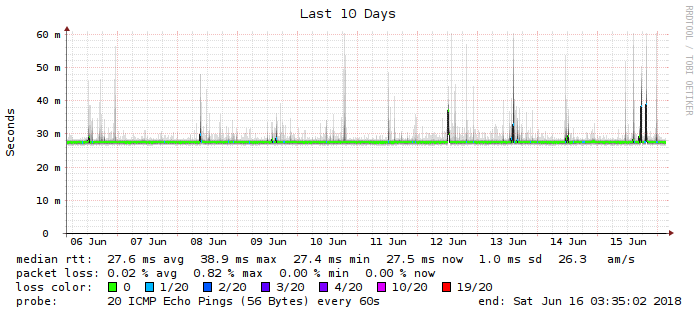 Last 10 Days
RRDTOOL / TOBI OETIKER
Seconds
60 m
50 m
40 m
30 m
20 m
10 m
0
06 Jun 07 Jun 08 Jun 09 Jun 10 Jun 11 Jun 12 Jun 13 Jun 14 Jun 15 Jun
median rtt: 27.6 ms avg 38.9 ms max 27.4 ms min 27.5 ms now 1.0 ms sd 26.3 am/s
packet loss: 0.02 % avg 0.82 % max 0.00 % min 0.00 % now
loss color: 0 1/20 2/20 3/20 4/20 10/20 19/20
probe: 20 ICMP Echo Pings (56 Bytes) every 60s end: Sat Jun 16 03:35:02 2018